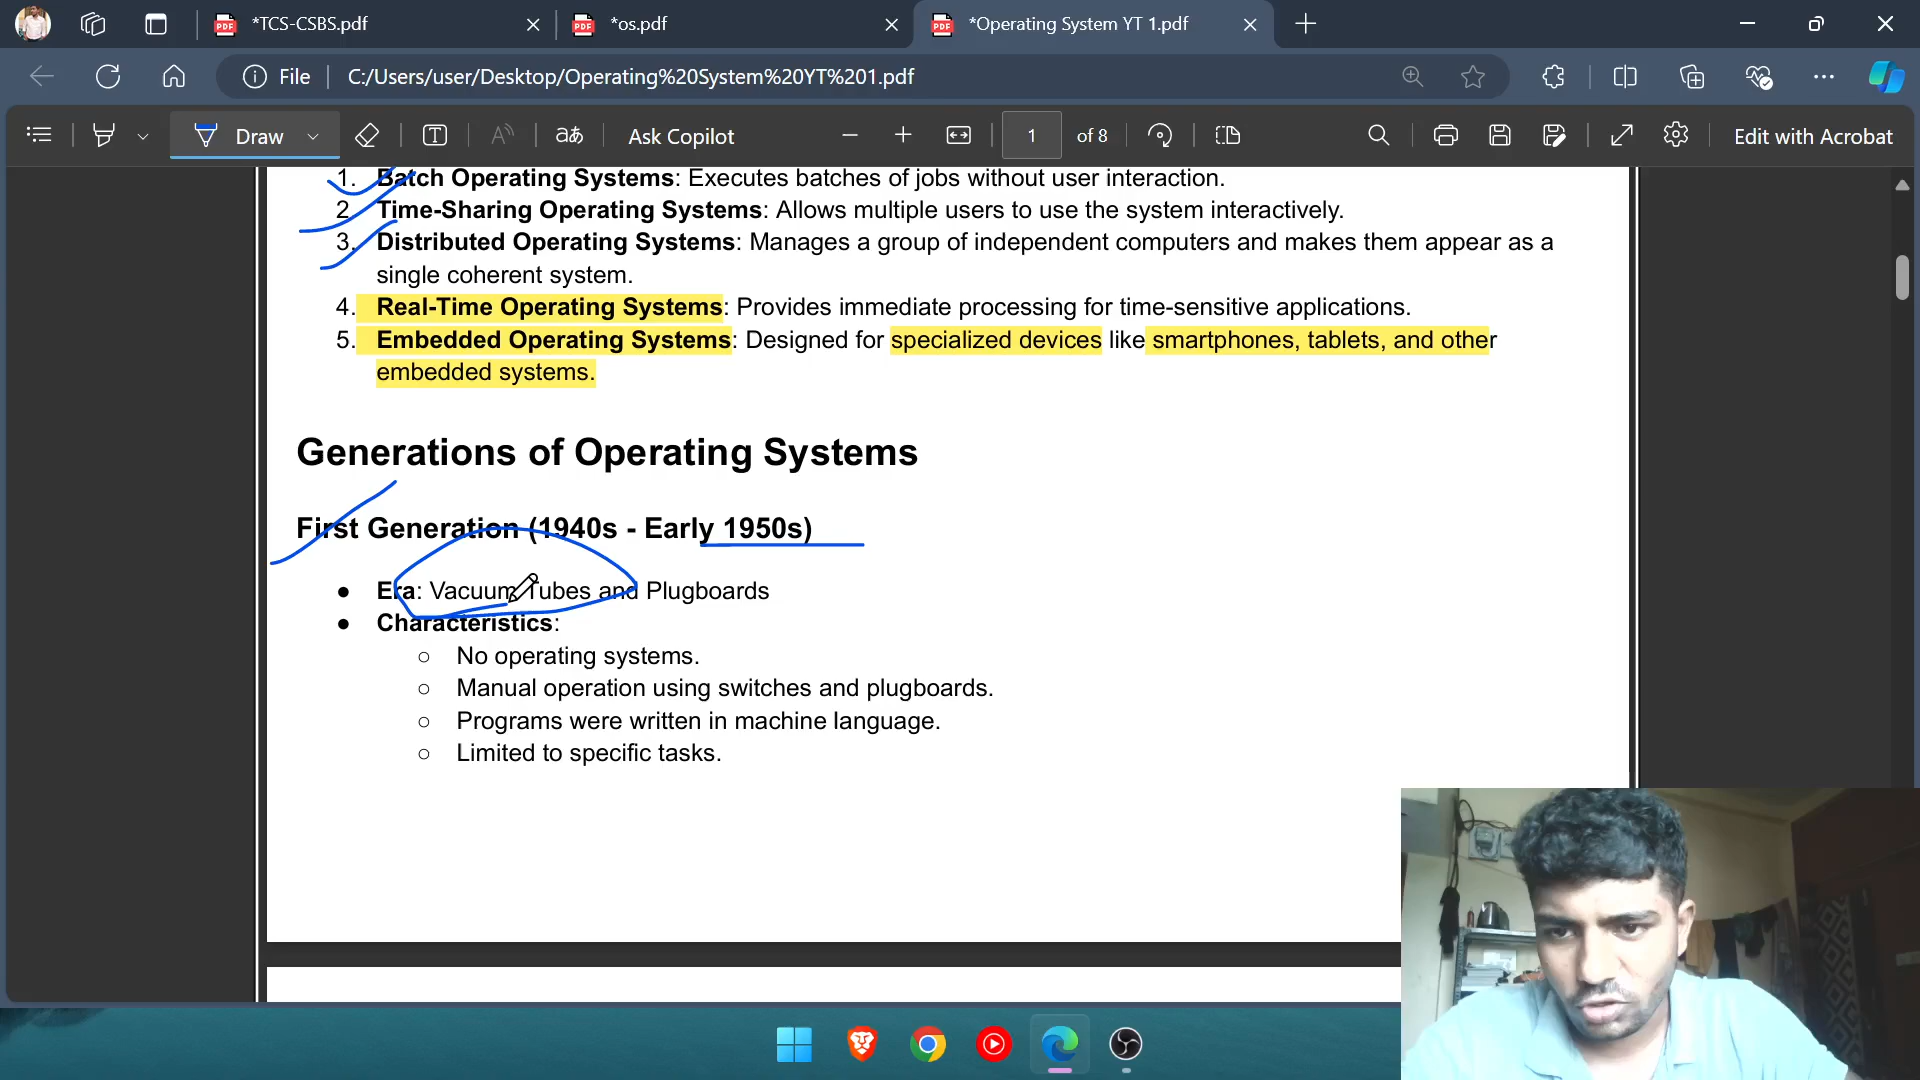 *TCS-CSBS.pdf
*os.pdf
*Operating System YT 1.pdf
File
C:/Users/user/Desktop/Operating%20System%20YT%201.pdf
Draw
Ask Copilot
1 of 8
Edit with Acrobat
1. Batch Operating Systems: Executes batches of jobs without user interaction.
2. Time-Sharing Operating Systems: Allows multiple users to use the system interactively.
3. Distributed Operating Systems: Manages a group of independent computers and makes them appear as a
single coherent system.
4. Real-Time Operating Systems: Provides immediate processing for time-sensitive applications.
5. Embedded Operating Systems: Designed for specialized devices like smartphones, tablets, and other
embedded systems.
Generations of Operating Systems
First Generation (1940s - Early 1950s)
● Era: Vacuum Tubes and Plugboards
● Characteristics:
○ No operating systems.
○ Manual operation using switches and plugboards.
○ Programs were written in machine language.
○ Limited to specific tasks.